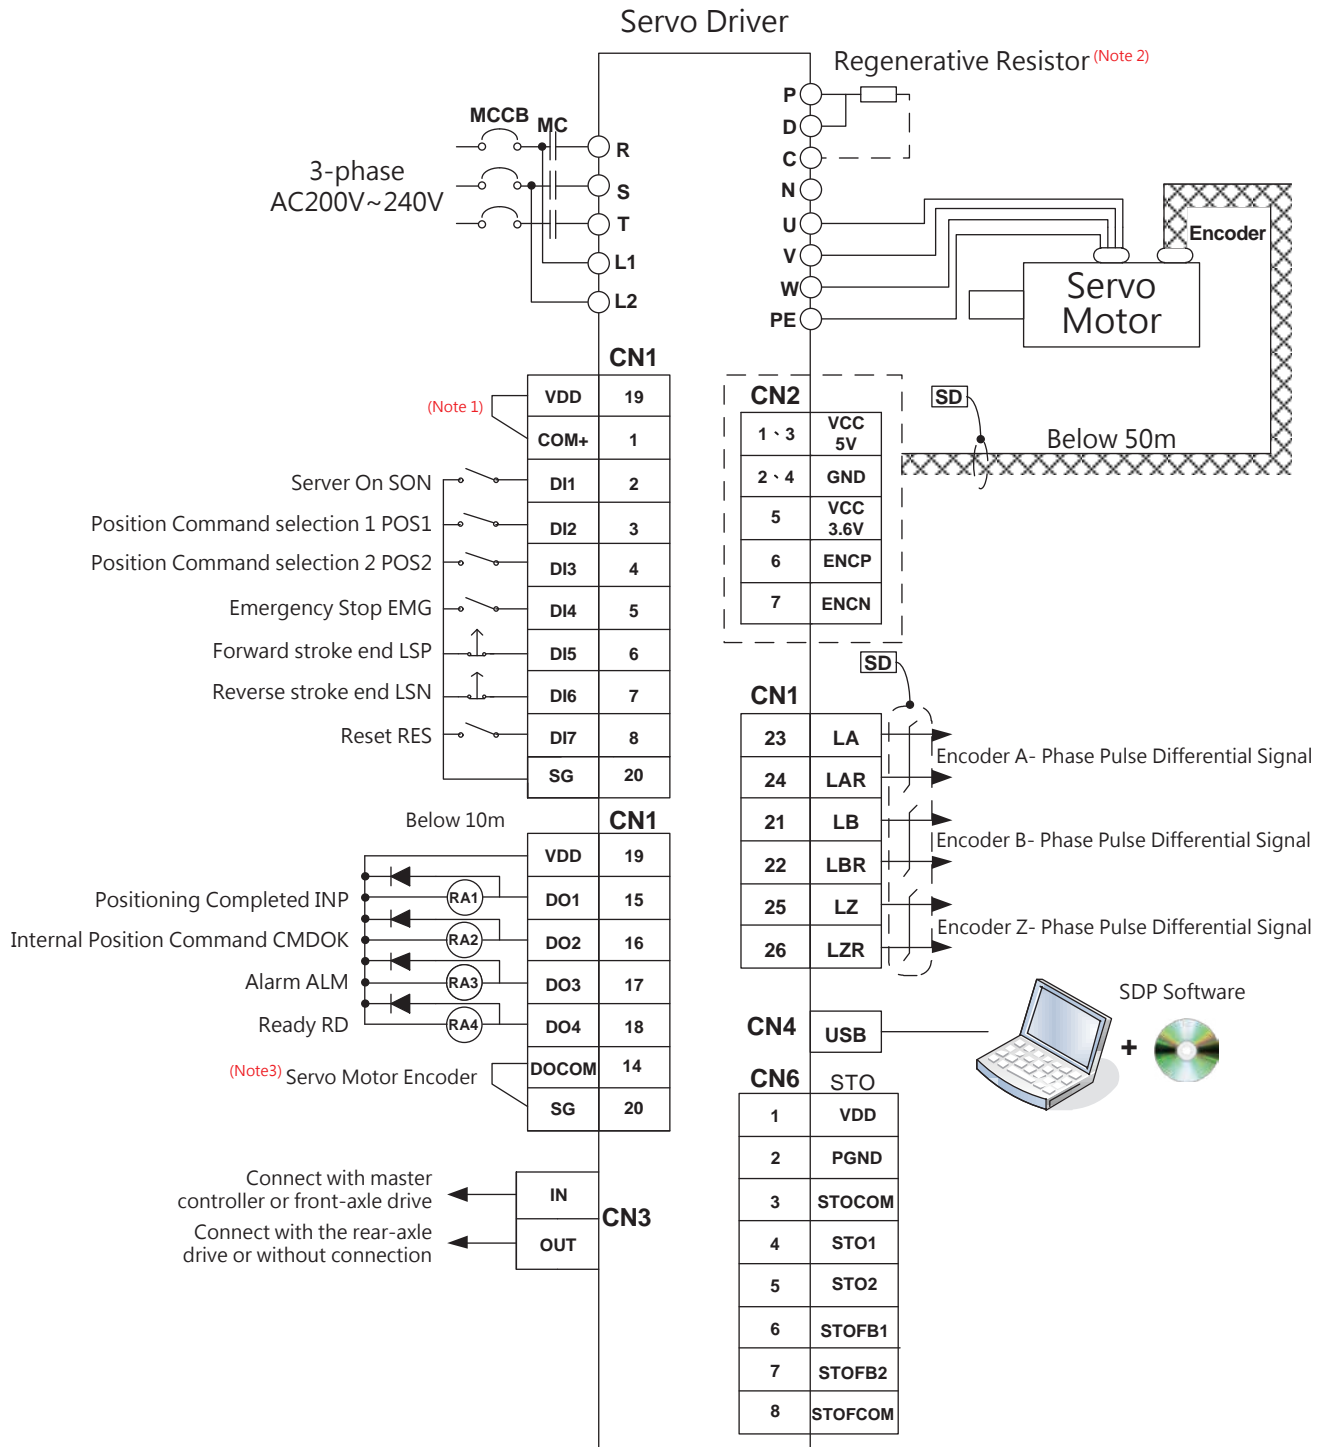 Servo Driver
Regenerative Resistor (Note 2)
MCCB
MC
3-phase
AC200V~240V
R
S
T
L1
L2
P
D
C
N
U
V
W
PE
Encoder
Servo
Motor
CN1
(Note 1)
VDD 19
COM+ 1
Server On SON DI1 2
Position Command selection 1 POS1 DI2 3
Position Command selection 2 POS2 DI3 4
Emergency Stop EMG DI4 5
Forward stroke end LSP DI5 6
Reverse stroke end LSN DI6 7
Reset RES DI7 8
SG 20
CN2
1、3 VCC 5V
2、4 GND
5 VCC 3.6V
6 ENCP
7 ENCN
SD
Below 50m
SD
CN1
23 LA
24 LAR
Encoder A- Phase Pulse Differential Signal
21 LB
22 LBR
Encoder B- Phase Pulse Differential Signal
25 LZ
26 LZR
Encoder Z- Phase Pulse Differential Signal
Below 10m
CN1
VDD 19
Positioning Completed INP RA1 DO1 15
Internal Position Command CMDOK RA2 DO2 16
Alarm ALM RA3 DO3 17
Ready RD RA4 DO4 18
(Note3) Servo Motor Encoder DOCOM 14
SG 20
CN4 USB
SDP Software
+
CN6 STO
1 VDD
2 PGND
3 STOCOM
4 STO1
5 STO2
6 STOFB1
7 STOFB2
8 STOFCOM
Connect with master
controller or front-axle drive
IN
CN3
Connect with the rear-axle
drive or without connection
OUT